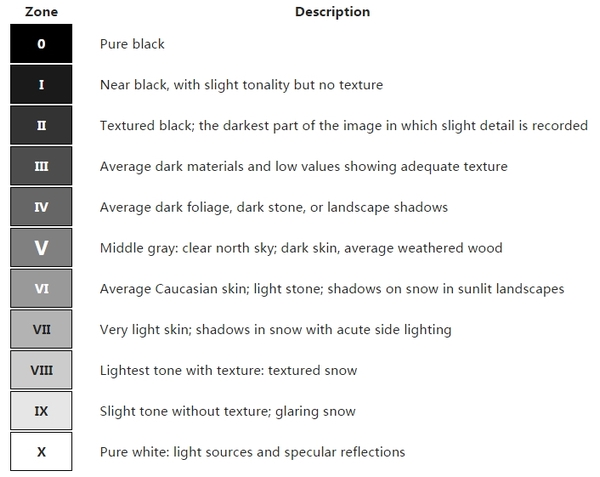 Zone Description
0 Pure black
I Near black, with slight tonality but no texture
II Textured black; the darkest part of the image in which slight detail is recorded
III Average dark materials and low values showing adequate texture
IV Average dark foliage, dark stone, or landscape shadows
V Middle gray: clear north sky; dark skin, average weathered wood
VI Average Caucasian skin; light stone; shadows on snow in sunlit landscapes
VII Very light skin; shadows in snow with acute side lighting
VIII Lightest tone with texture: textured snow
IX Slight tone without texture; glaring snow
X Pure white: light sources and specular reflections